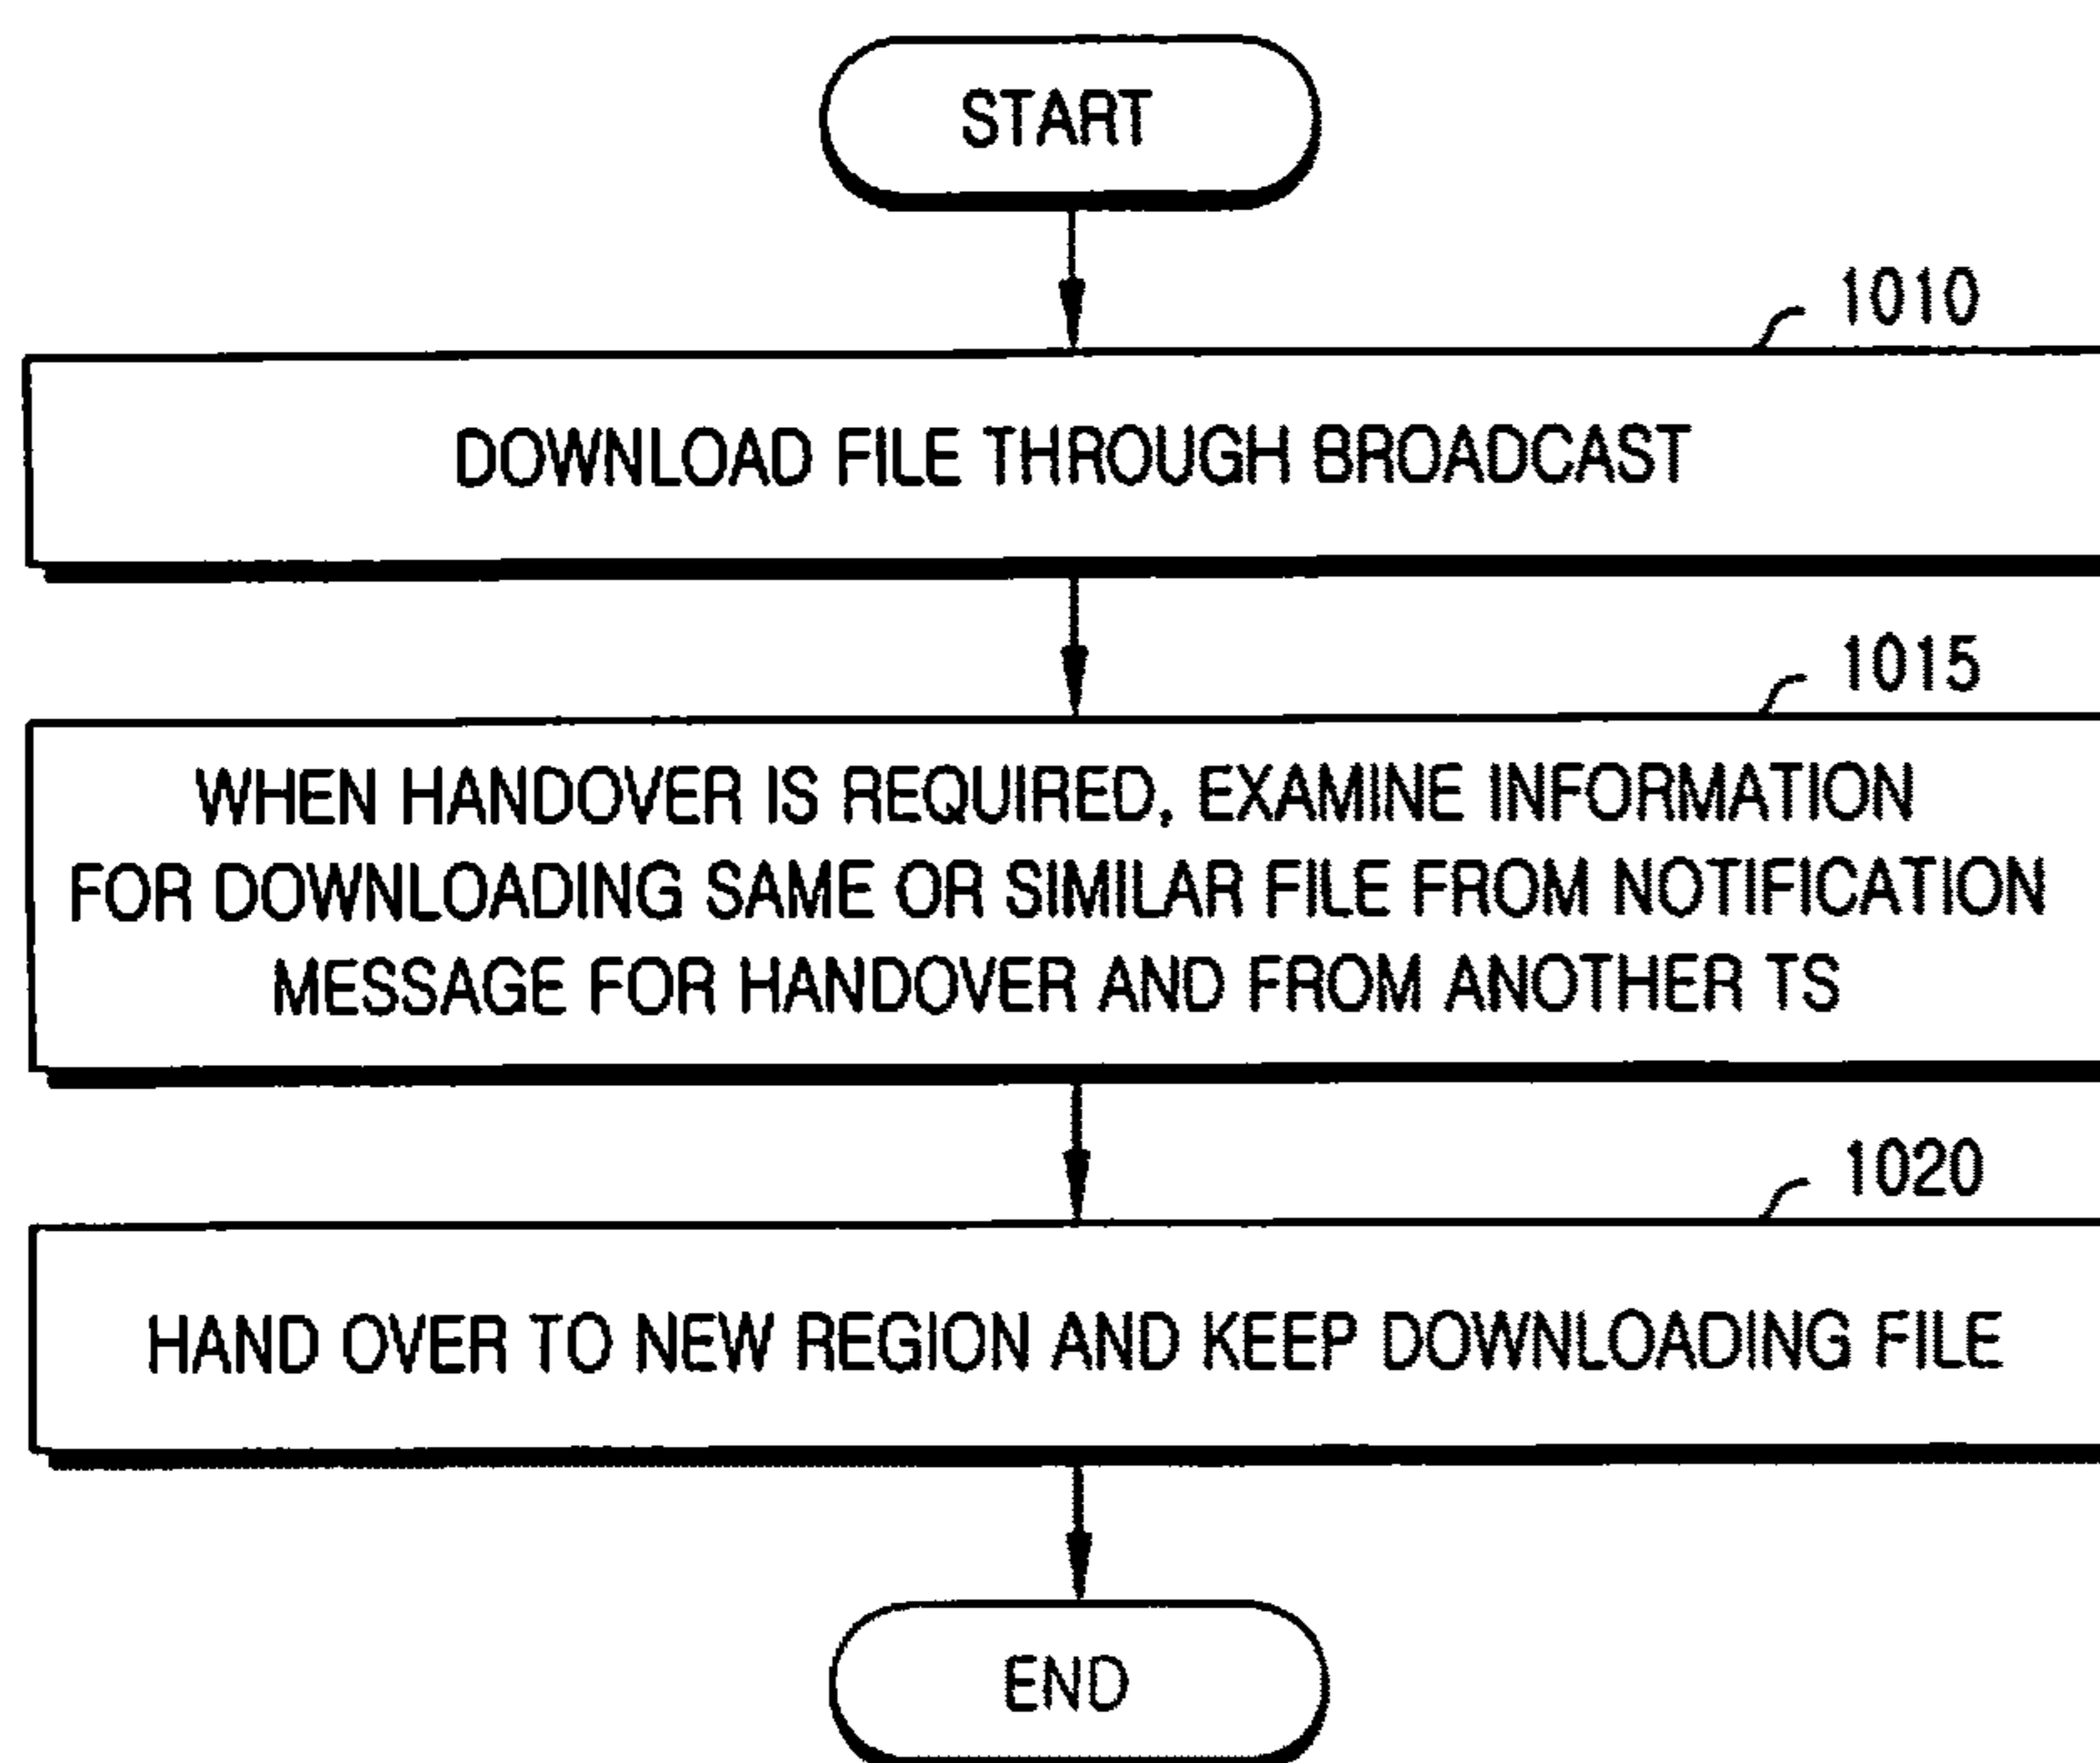 START
1010
DOWNLOAD FILE THROUGH BROADCAST
1015
WHEN HANDOVER IS REQUIRED, EXAMINE INFORMATION
FOR DOWNLOADING SAME OR SIMILAR FILE FROM NOTIFICATION
MESSAGE FOR HANDOVER AND FROM ANOTHER TS
1020
HAND OVER TO NEW REGION AND KEEP DOWNLOADING FILE
END